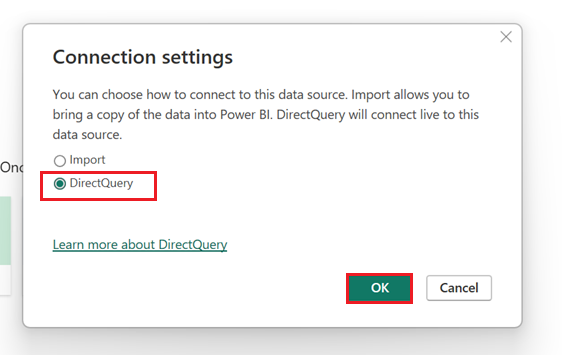 Connection settings
You can choose how to connect to this data source. Import allows you to
bring a copy of the data into Power BI. DirectQuery will connect live to this
data source.
Import
DirectQuery
Learn more about DirectQuery
OK Cancel